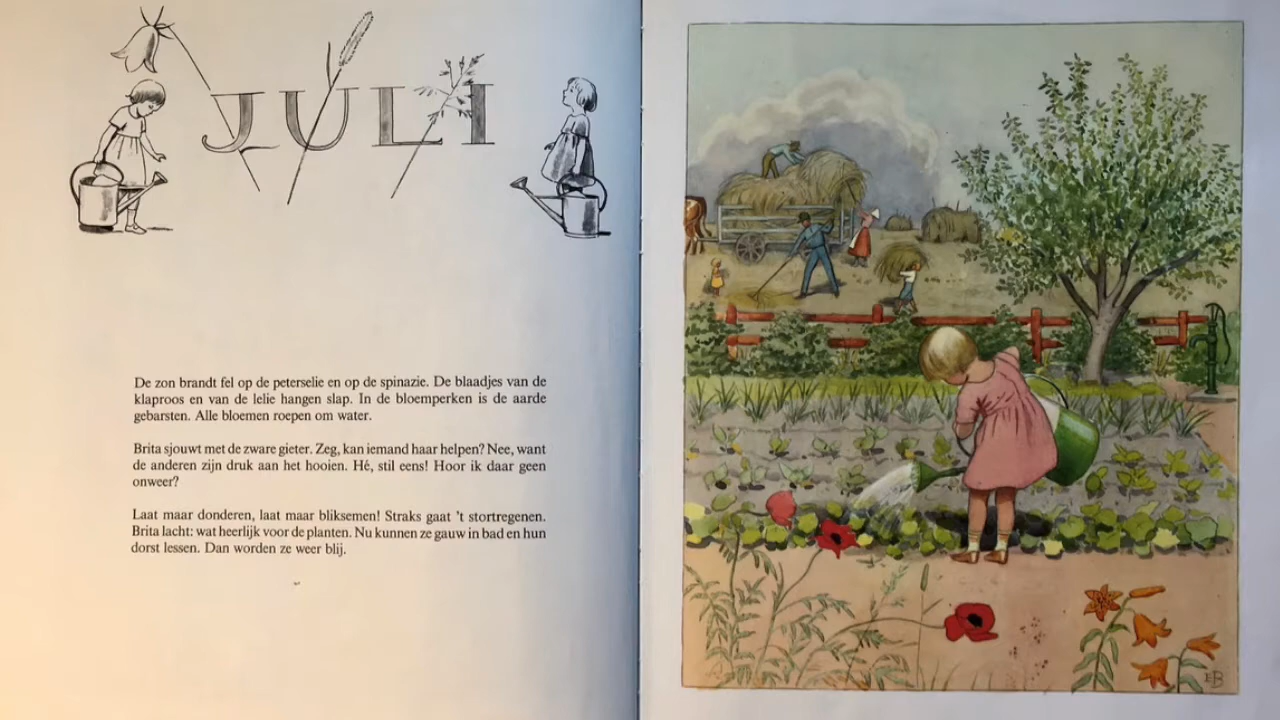 JULI
De zon brandt fel op de peterselie en op de spinazie. De blaadjes van de
klaproos en van de lelie hangen slap. In de bloemperken is de aarde
gebarsten. Alle bloemen roepen om water.
Brita sjouwt met de zware gieter. Zeg, kan iemand haar helpen? Nee, want
de anderen zijn druk aan het hooien. Hé, stil eens! Hoor ik daar geen
onweer?
Laat maar donderen, laat maar bliksemen! Straks gaat 't stortregenen.
Brita lacht: wat heerlijk voor de planten. Nu kunnen ze gauw in bad en hun
dorst lessen. Dan worden ze weer blij.
EB